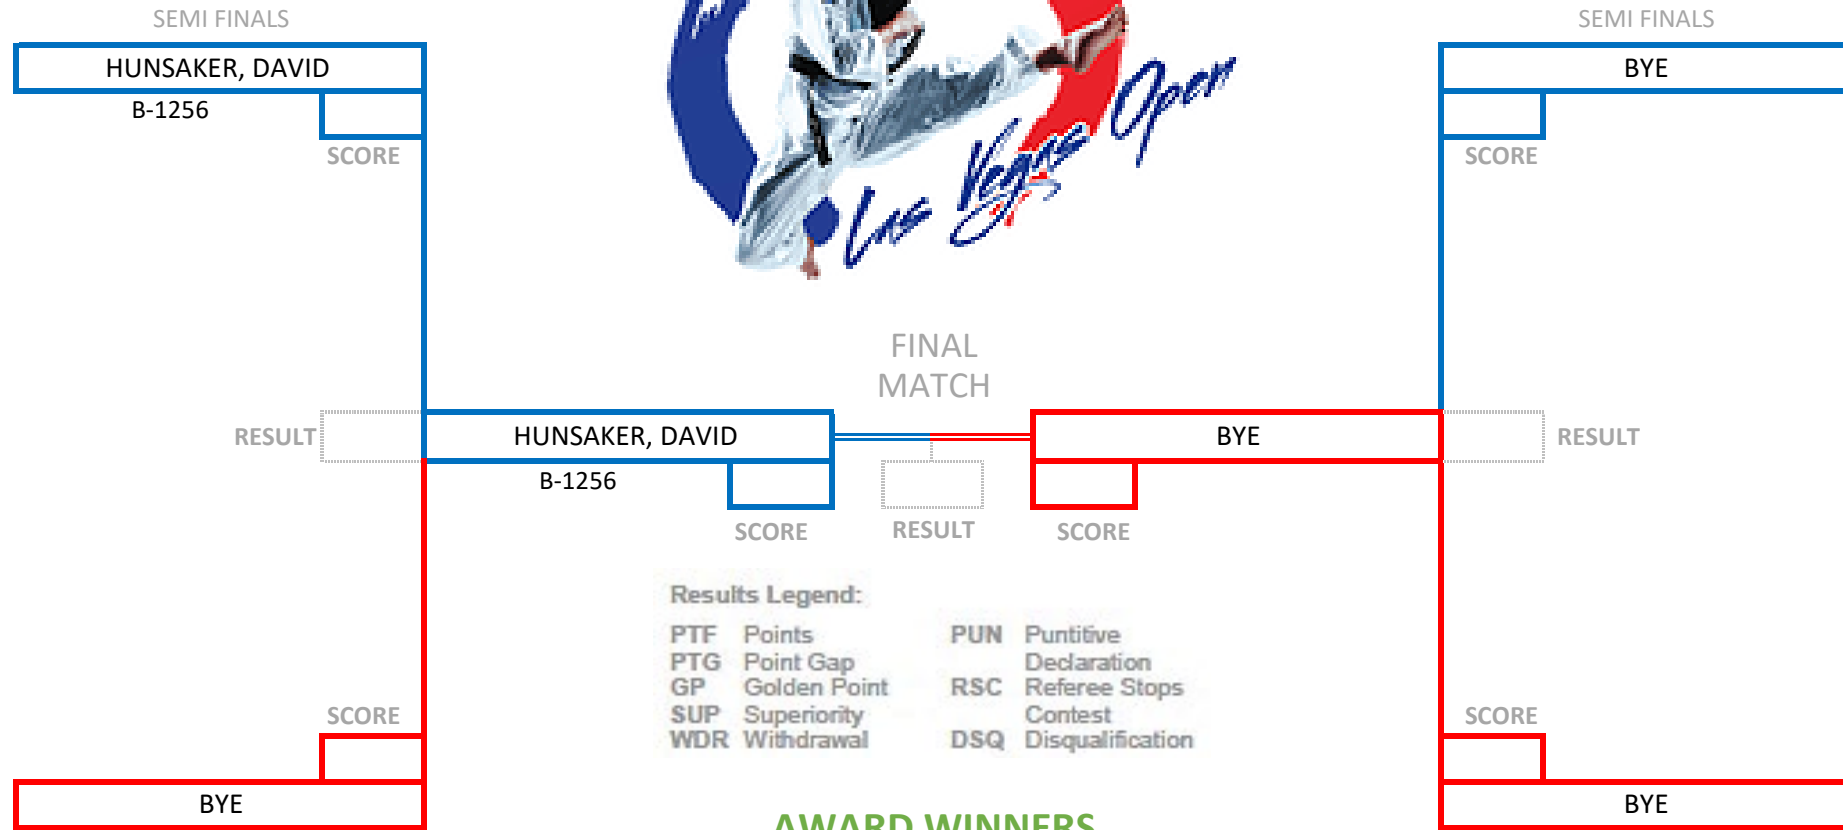 SEMI FINALS
SEMI FINALS
HUNSAKER, DAVID
BYE
B-1256
SCORE
SCORE
Las Vegas Open
FINAL
MATCH
RESULT
HUNSAKER, DAVID
BYE
RESULT
B-1256
SCORE
RESULT
SCORE
Results Legend:
PTF Points
PTG Point Gap
GP Golden Point
SUP Superiority
WDR Withdrawal
PUN Puntitive
Declaration
RSC Referee Stops
Contest
DSQ Disqualification
SCORE
SCORE
BYE
BYE
AWARD WINNERS